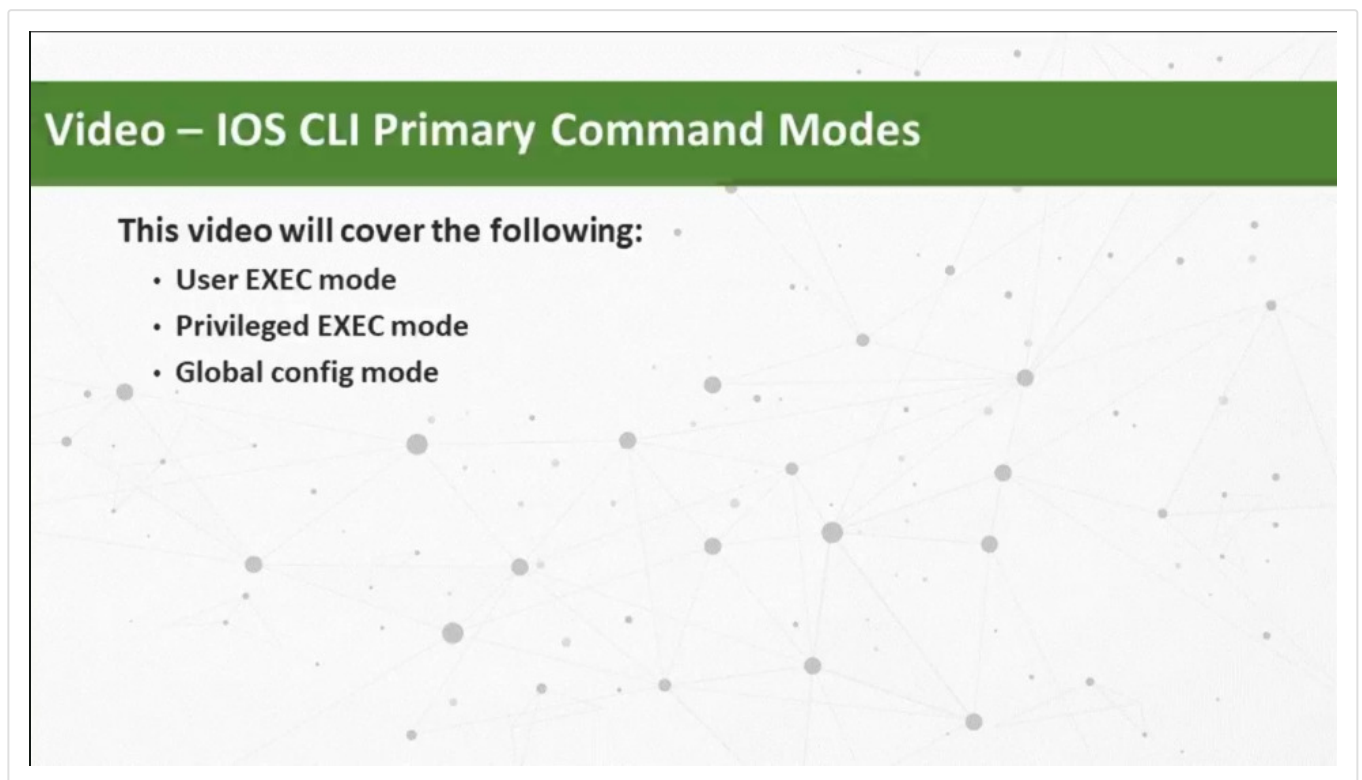 Video – IOS CLI Primary Command Modes
This video will cover the following:
• User EXEC mode
• Privileged EXEC mode
• Global config mode